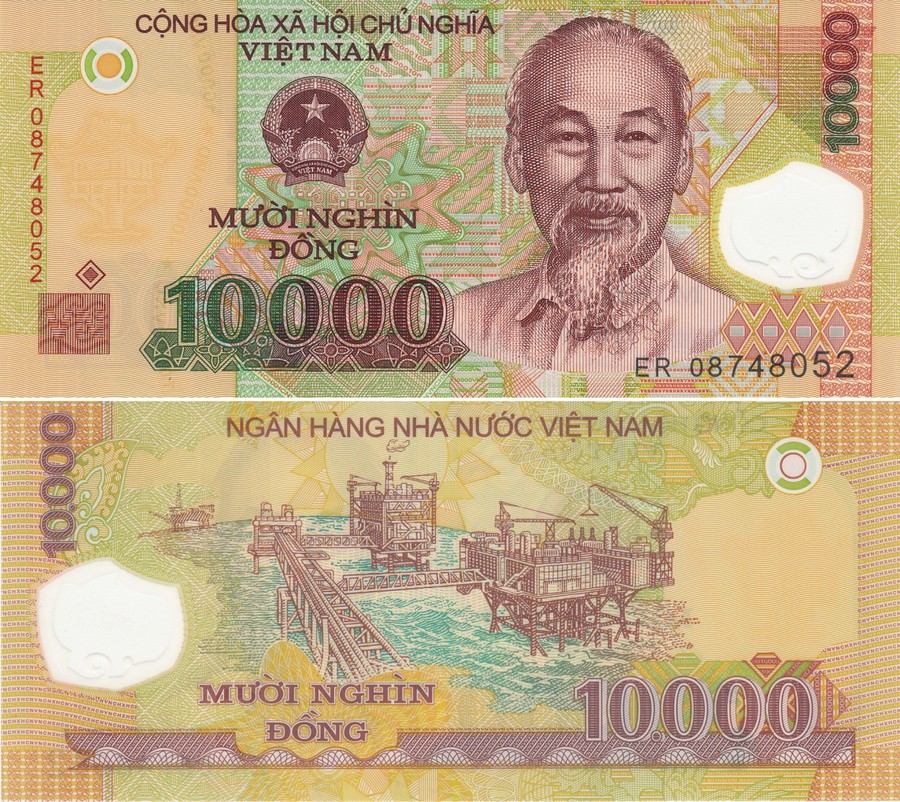 CỘNG HÒA XÃ HỘI CHỦ NGHĨA
VIỆT NAM
10000
ER 08748052
VIỆT NAM
MƯỜI NGHÌN
ĐỒNG
10000
ER 08748052
NGÂN HÀNG NHÀ NƯỚC VIỆT NAM
10.000
MƯỜI NGHÌN
ĐỒNG
10.000